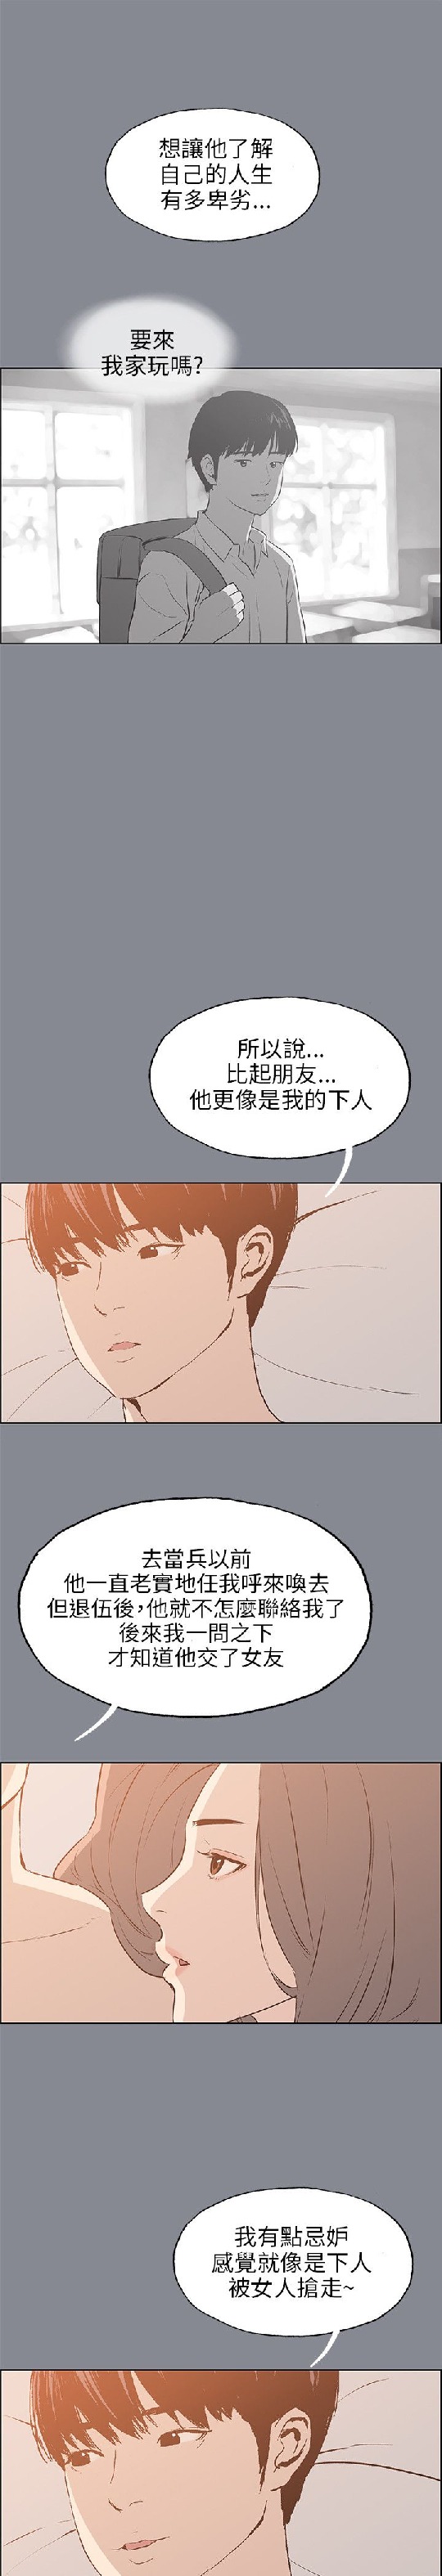 想讓他了解
自己的人生
有多卑劣...
要來
我家玩嗎?
所以說...
比起朋友...
他更像是我的下人
去當兵以前
他一直老實地任我呼來喚去
但退伍後,他就不怎麼聯絡我了
後來我一問之下
才知道他交了女友
我有點忌妒
感覺就像是下人
被女人搶走~